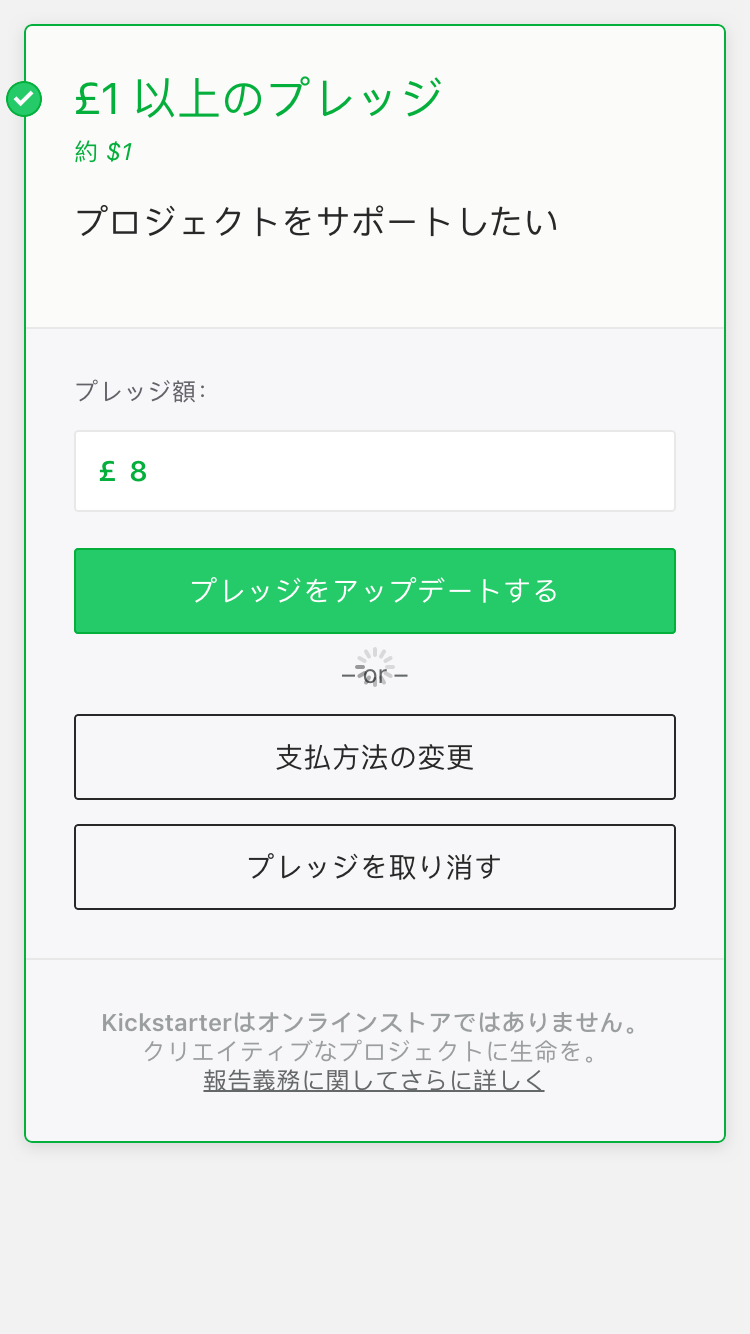 £1 以上のプレッジ
約 $1
プロジェクトをサポートしたい
プレッジ額:
£ 8
プレッジをアップデートする
– or –
支払方法の変更
プレッジを取り消す
Kickstarterはオンラインストアではありません。
クリエイティブなプロジェクトに生命を。
報告義務に関してさらに詳しく